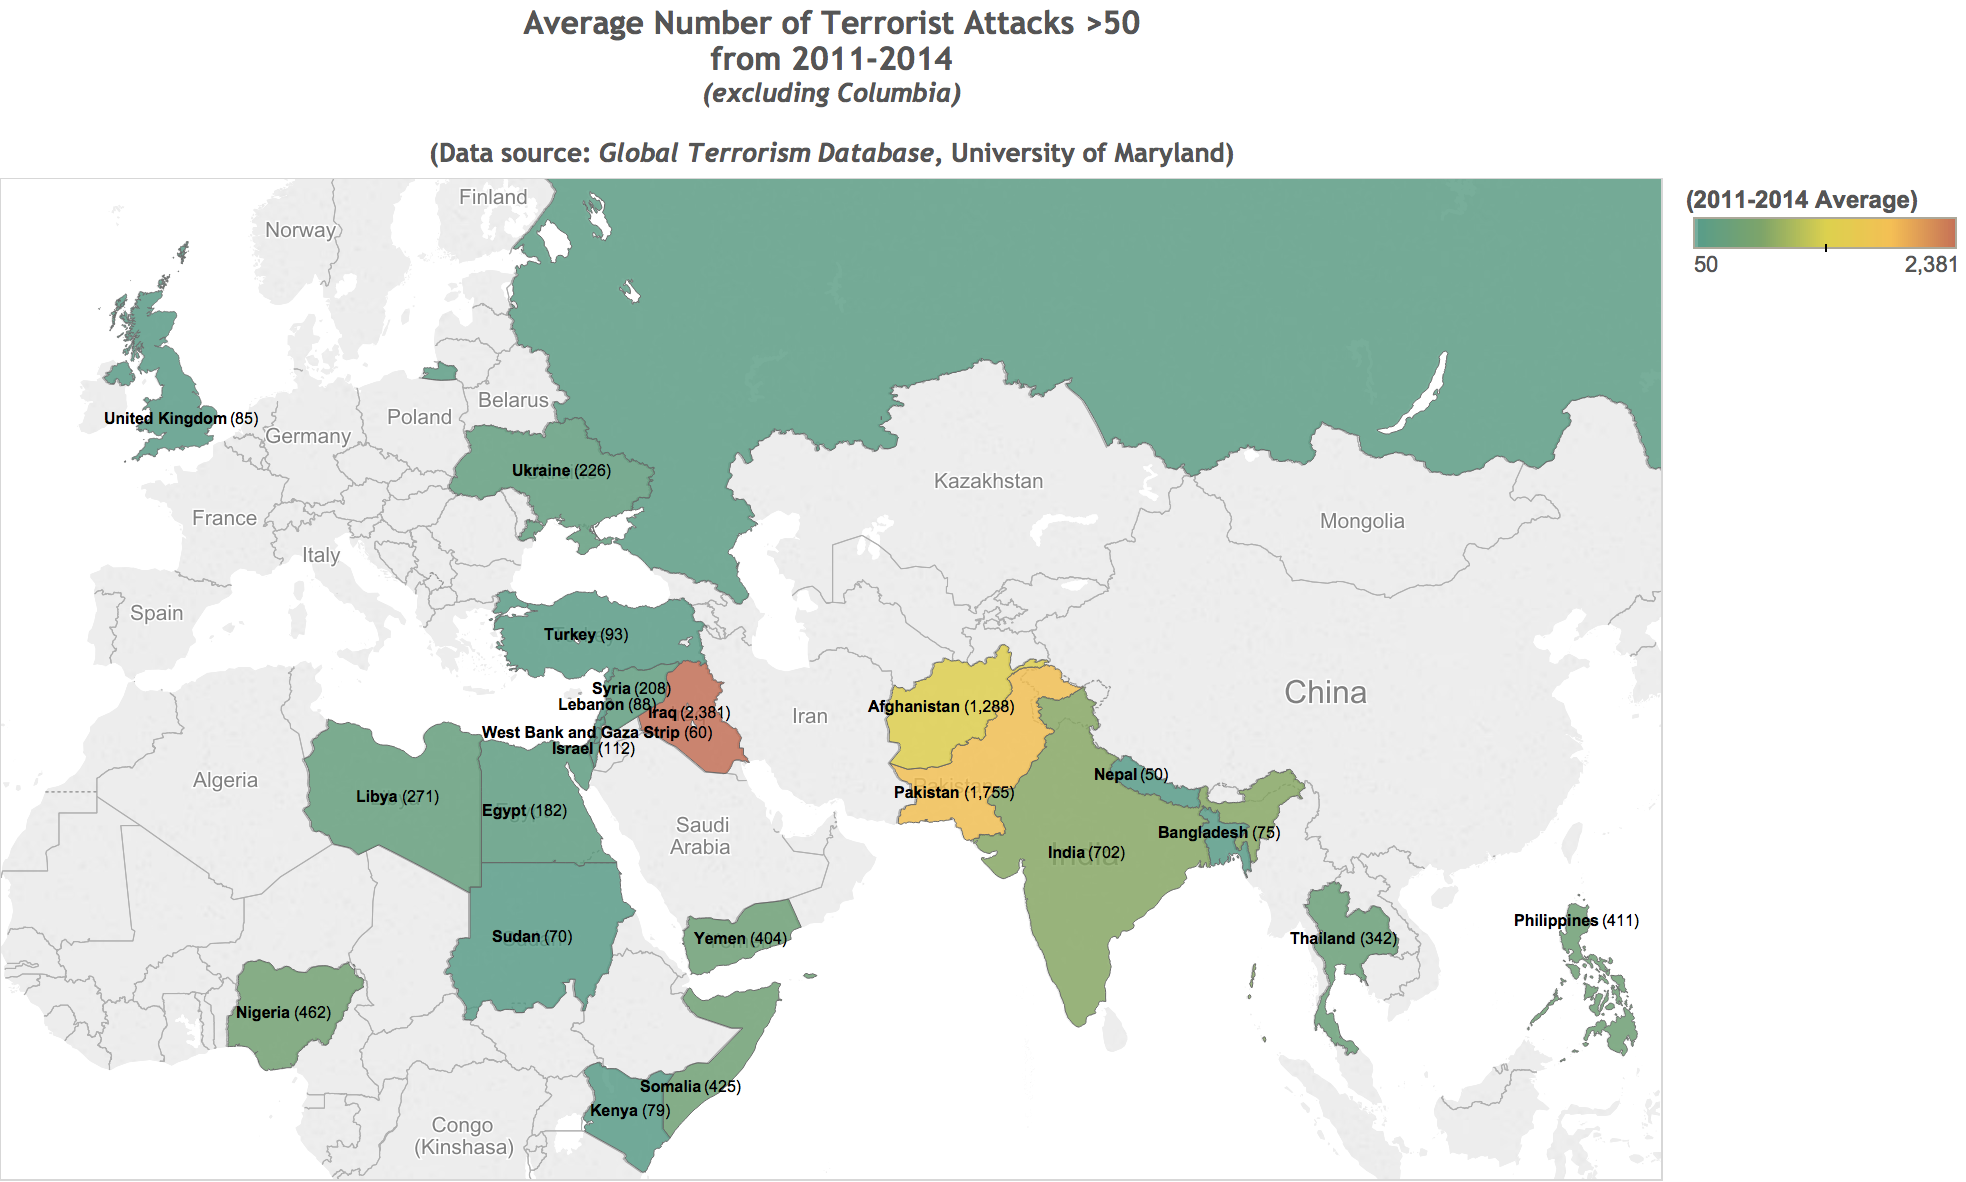 Average Number of Terrorist Attacks >50
from 2011-2014
(excluding Columbia)
(Data source: Global Terrorism Database, University of Maryland)
(2011-2014 Average)
50
2,381
Finland
Norway
United Kingdom (85)
Belarus
Poland
Germany
Ukraine (226)
Kazakhstan
France
Mongolia
Italy
Spain
Turkey (93)
Syria (208)
Lebanon (88)
Iraq (2,381)
West Bank and Gaza Strip (60)
Israel (112)
Iran
Afghanistan (1,288)
China
Algeria
Libya (271)
Egypt (182)
Pakistan
Pakistan (1,755)
Nepal (50)
Saudi
Arabia
Bangladesh (75)
India (702)
India
Philippines (411)
Sudan (70)
Yemen (404)
Thailand (342)
Nigeria (462)
Somalia (425)
Kenya (79)
Congo
(Kinshasa)